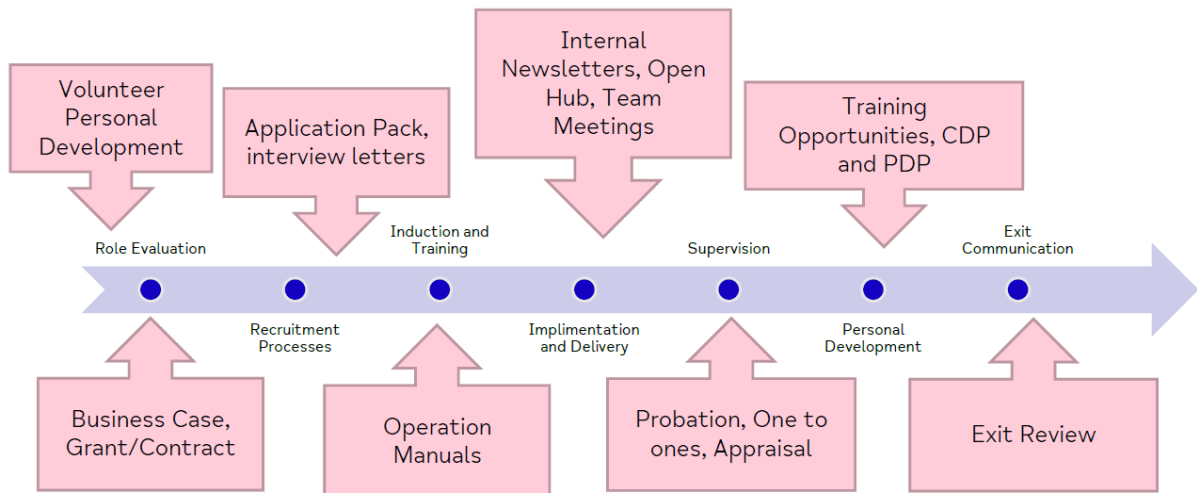 Volunteer
Personal
Development
Application Pack,
interview letters
Internal
Newsletters, Open
Hub, Team
Meetings
Training
Opportunities, CDP
and PDP
Role Evaluation
Induction and
Training
Supervision
Exit
Communication
Recruitment
Processes
Implimentation
and Delivery
Personal
Development
Business Case,
Grant/Contract
Operation
Manuals
Probation, One to
ones, Appraisal
Exit Review